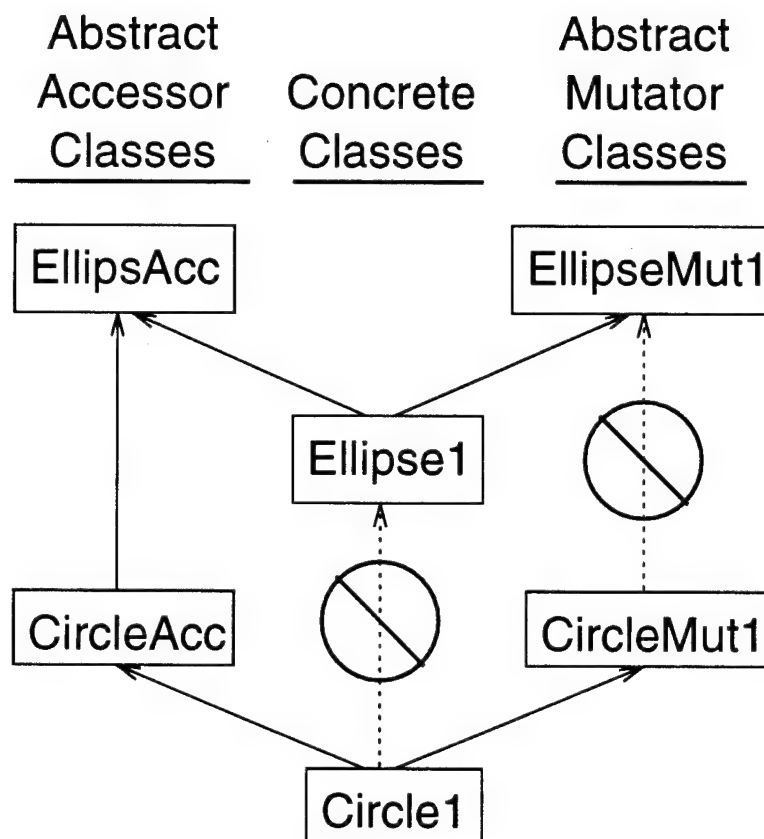 Abstract
Accessor
Classes
Concrete
Classes
Abstract
Mutator
Classes
EllipsAcc
EllipseMut1
Ellipse1
CircleAcc
CircleMut1
Circle1